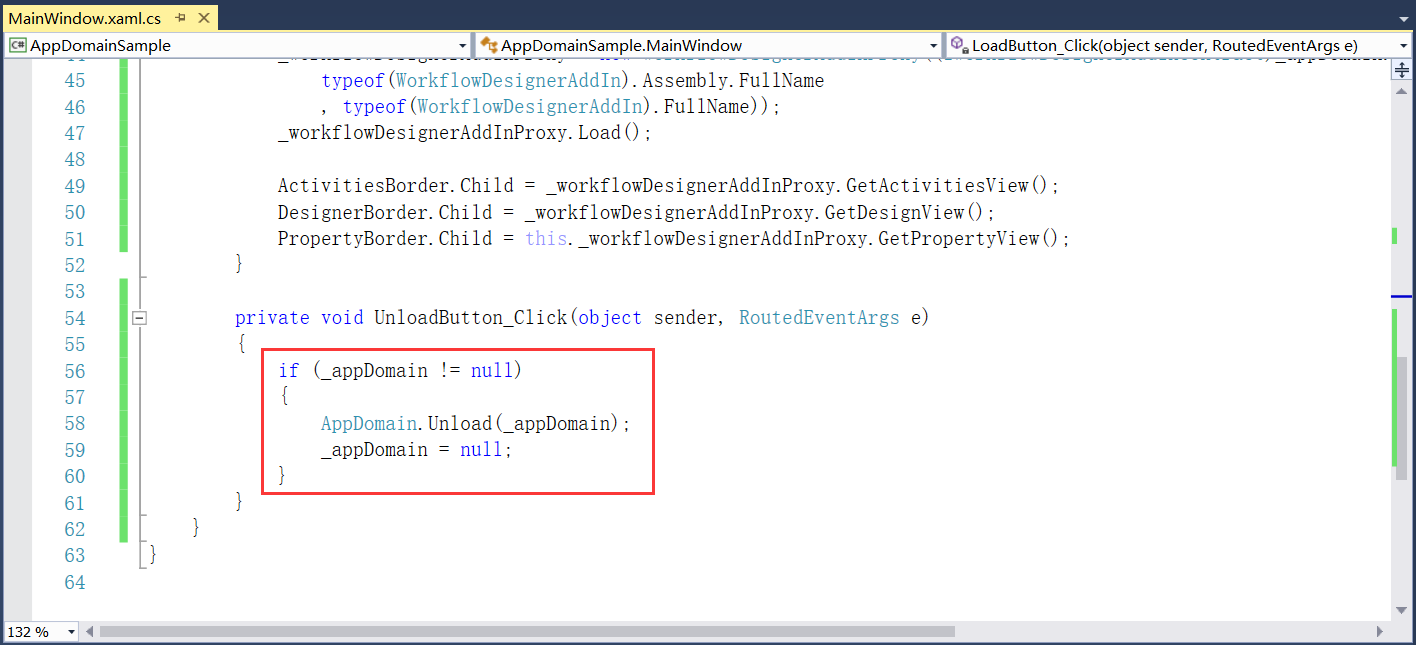 MainWindow.xaml.cs
AppDomainSample
AppDomainSample.MainWindow
LoadButton_Click(object sender, RoutedEventArgs e)
45 typeof(WorkflowDesignerAddIn).Assembly.FullName
46 , typeof(WorkflowDesignerAddIn).FullName));
47 _workflowDesignerAddInProxy.Load();
48
49 ActivitiesBorder.Child = _workflowDesignerAddInProxy.GetActivitiesView();
50 DesignerBorder.Child = _workflowDesignerAddInProxy.GetDesignView();
51 PropertyBorder.Child = this._workflowDesignerAddInProxy.GetPropertyView();
52 }
53
54 private void UnloadButton_Click(object sender, RoutedEventArgs e)
55 {
56 if (_appDomain != null)
57 {
58 AppDomain.Unload(_appDomain);
59 _appDomain = null;
60 }
61 }
62 }
63 }
64
132 %